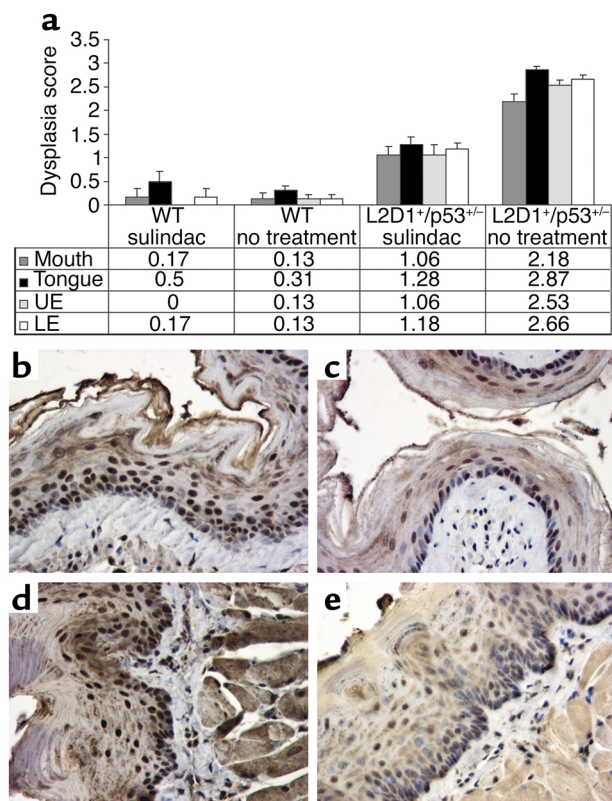 a
Dysplasia score
3.5
3
2.5
2
1.5
1
0.5
0
WT sulindac
WT no treatment
L2D1+/p53+/– sulindac
L2D1+/p53+/– no treatment
Mouth 0.17 0.13 1.06 2.18
Tongue 0.5 0.31 1.28 2.87
UE 0 0.13 1.06 2.53
LE 0.17 0.13 1.18 2.66
b
c
d
e